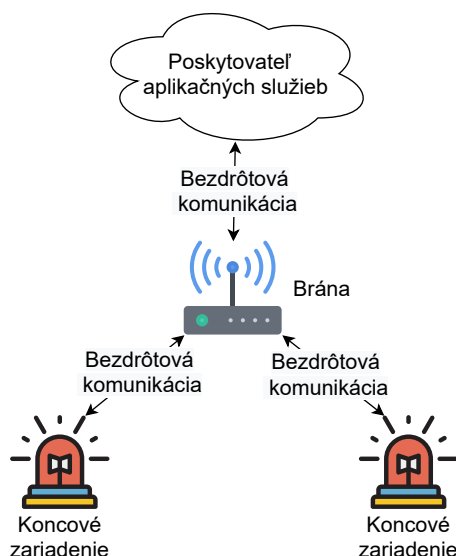 Poskytovateľ
aplikačných služieb
Bezdrôtová
komunikácia
Brána
Bezdrôtová
komunikácia
Bezdrôtová
komunikácia
Koncové
zariadenie
Koncové
zariadenie